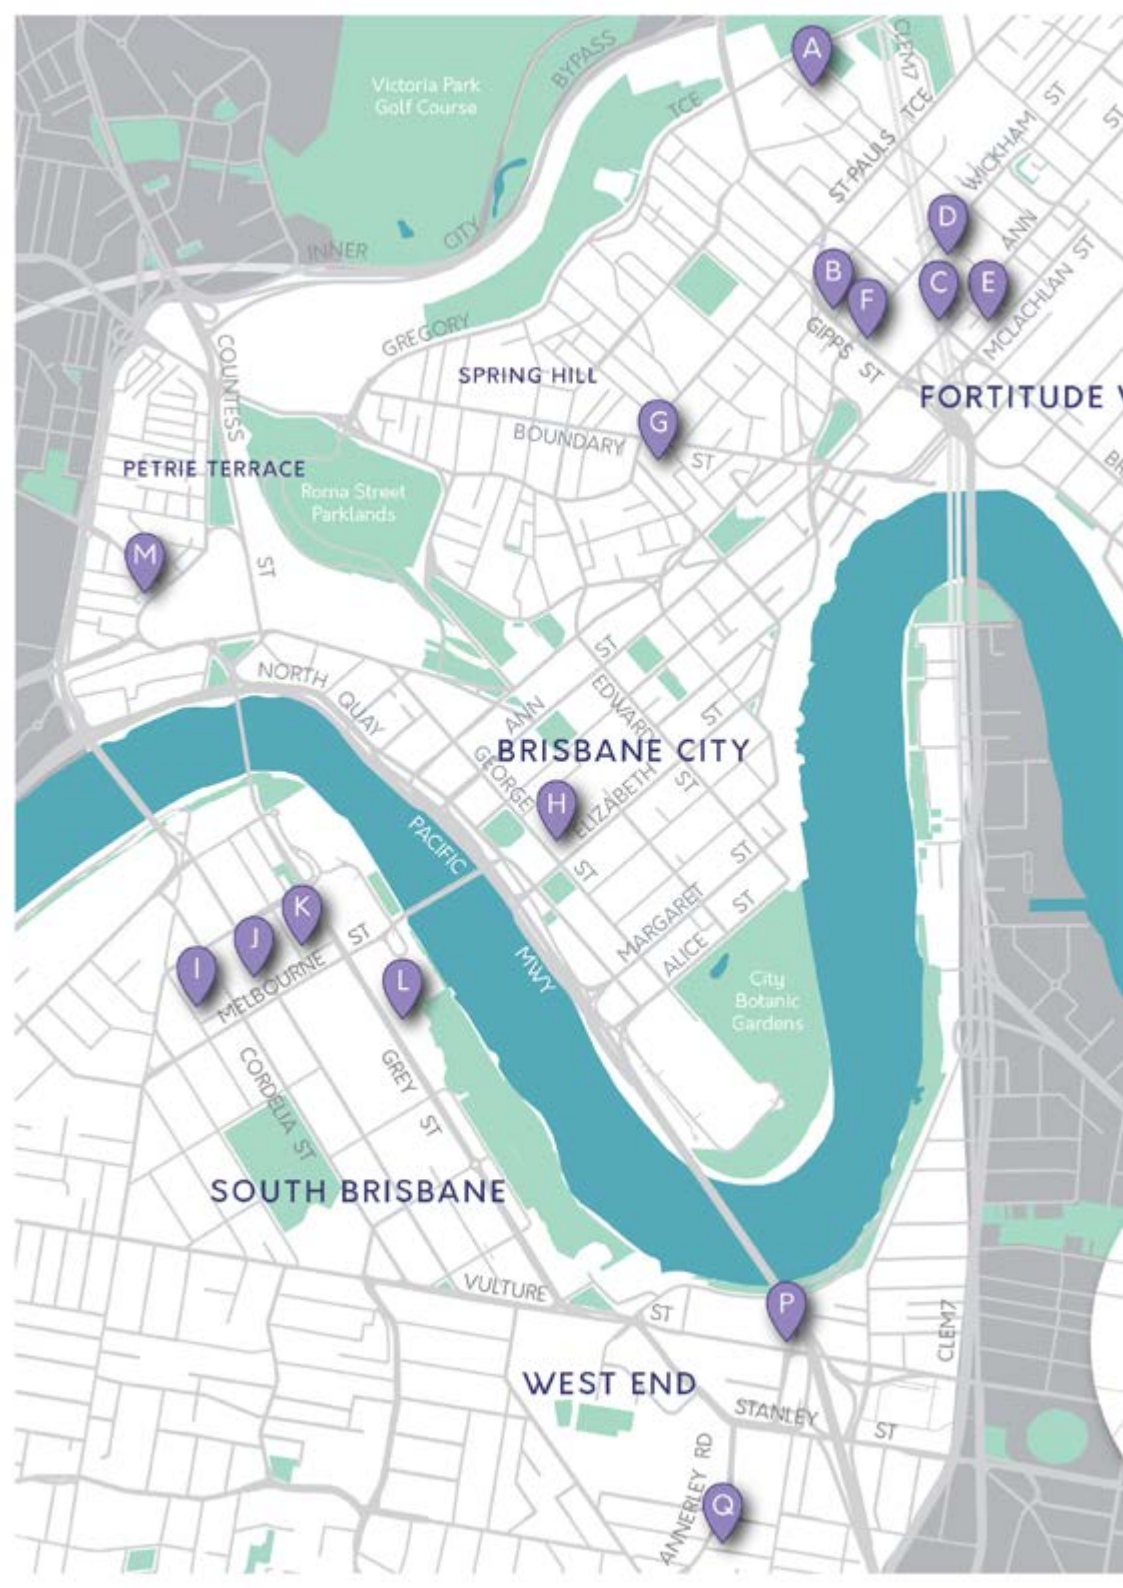 A
CLEM7
BYPASS
Victoria Park
Golf Course
TCE
ST PAULS TCE
WICKHAM ST
ST
D
ANN
INNER
CITY
B
C
E
F
MCLACHLAN ST
GIPPS ST
GREGORY
COUNTESS
SPRING HILL
FORTITUDE V
G
BOUNDARY
ST
PETRIE TERRACE
BR
Roma Street
Parklands
M
ST
ST
NORTH QUAY
EDWARD
ANN
ST
BRISBANE CITY
GEORGE
ST
H
ELIZABETH
PACIFIC
ST
ST
MARGARET
ST
K
J
ST
ALICE
I
MELBOURNE
L
MWY
City
Botanic
Gardens
CORDELIA ST
GREY
ST
SOUTH BRISBANE
VULTURE
ST
P
CLEM7
WEST END
STANLEY
ST
ANNERLEY RD
Q